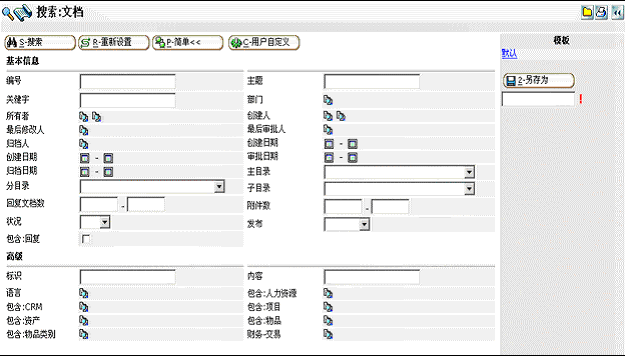 搜索:文档
S-搜索 R-重新设置 P-简单<< C-用户自定义
模板
默认
基本信息
2-另存为
编号 主题
关键字 部门
!
所有者 创建人
最后修改人 最后审批人
归档人 创建日期 -
创建日期 - 审批日期 -
归档日期 - 主目录
分目录 子目录
回复文档数 - 附件数 -
状况 发布
包含:回复
高级
标识 内容
语言 包含:人力资源
包含:CRM 包含:项目
包含:资产 包含:物品
包含:物品类别 财务-交易